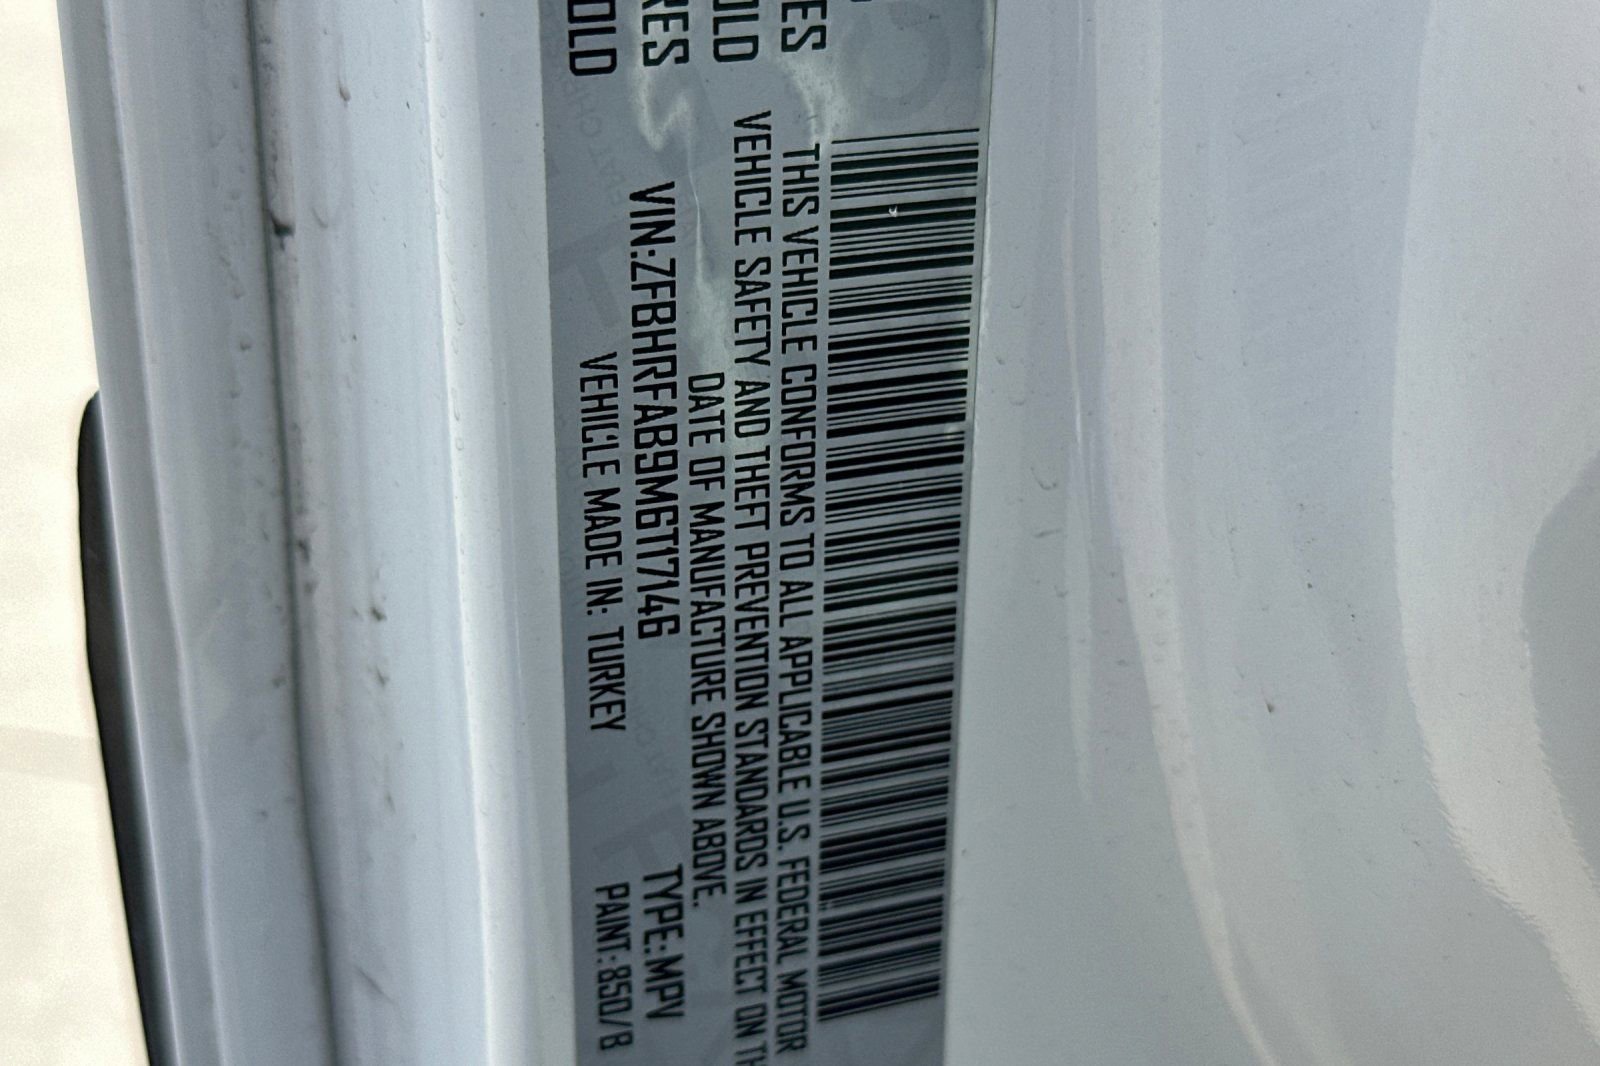 ES
THIS VEHICLE CONFORMS TO ALL APPLICABLE U.S. FEDERAL MOTOR
OLD VEHICLE SAFETY AND THEFT PREVENTION STANDARDS IN EFFECT ON TH
DATE OF MANUFACTURE SHOWN ABOVE.
RES VIN:ZFBHRFAB9M6T17146 TYPE:MPV
OLD VEHICLE MADE IN: TURKEY PAINT:850/B